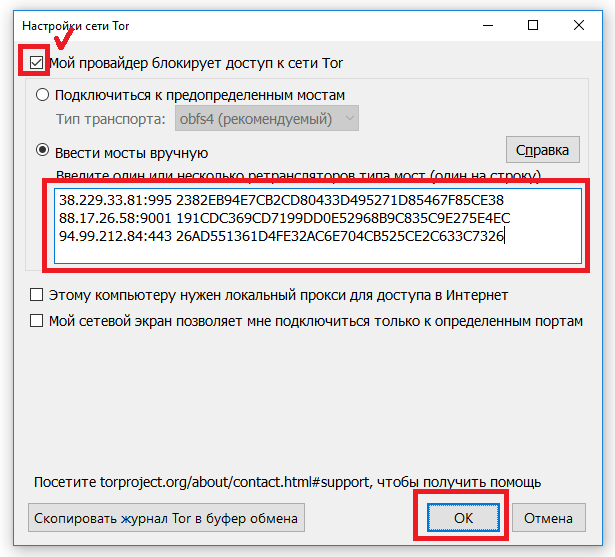 Настройки сети Tor
Мой провайдер блокирует доступ к сети Tor
Подключиться к предопределенным мостам
Тип транспорта: obfs4 (рекомендуемый)
Ввести мосты вручную
Справка
Введите один или несколько ретрансляторов типа мост (один на строку)
38.229.33.81:995 2382EB94E7CB2CD80433D495271D85467F85CE38
88.17.26.58:9001 191CDC369CD7199DD0E52968B9C835C9E275E4EC
94.99.212.84:443 26AD551361D4FE32AC6E704CB525CE2C633C7326
Этому компьютеру нужен локальный прокси для доступа в Интернет
Мой сетевой экран позволяет мне подключиться только к определенным портам
Посетите torproject.org/about/contact.html#support, чтобы получить помощь
Скопировать журнал Tor в буфер обмена
OK
Отмена